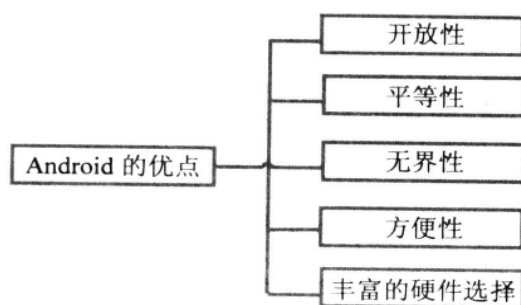 开放性
平等性
Android 的优点
无界性
方便性
丰富的硬件选择